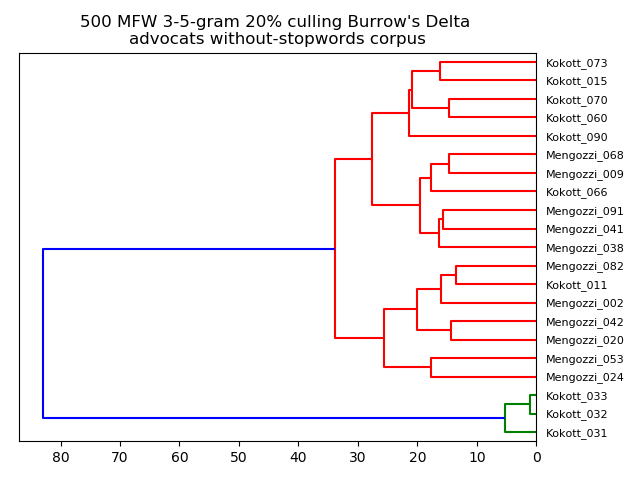 500 MFW 3-5-gram 20% culling Burrow's Delta
advocats without-stopwords corpus
Kokott_073
Kokott_015
Kokott_070
Kokott_060
Kokott_090
Mengozzi_068
Mengozzi_009
Kokott_066
Mengozzi_091
Mengozzi_041
Mengozzi_038
Mengozzi_082
Kokott_011
Mengozzi_002
Mengozzi_042
Mengozzi_020
Mengozzi_053
Mengozzi_024
Kokott_033
Kokott_032
Kokott_031
80 70 60 50 40 30 20 10 0